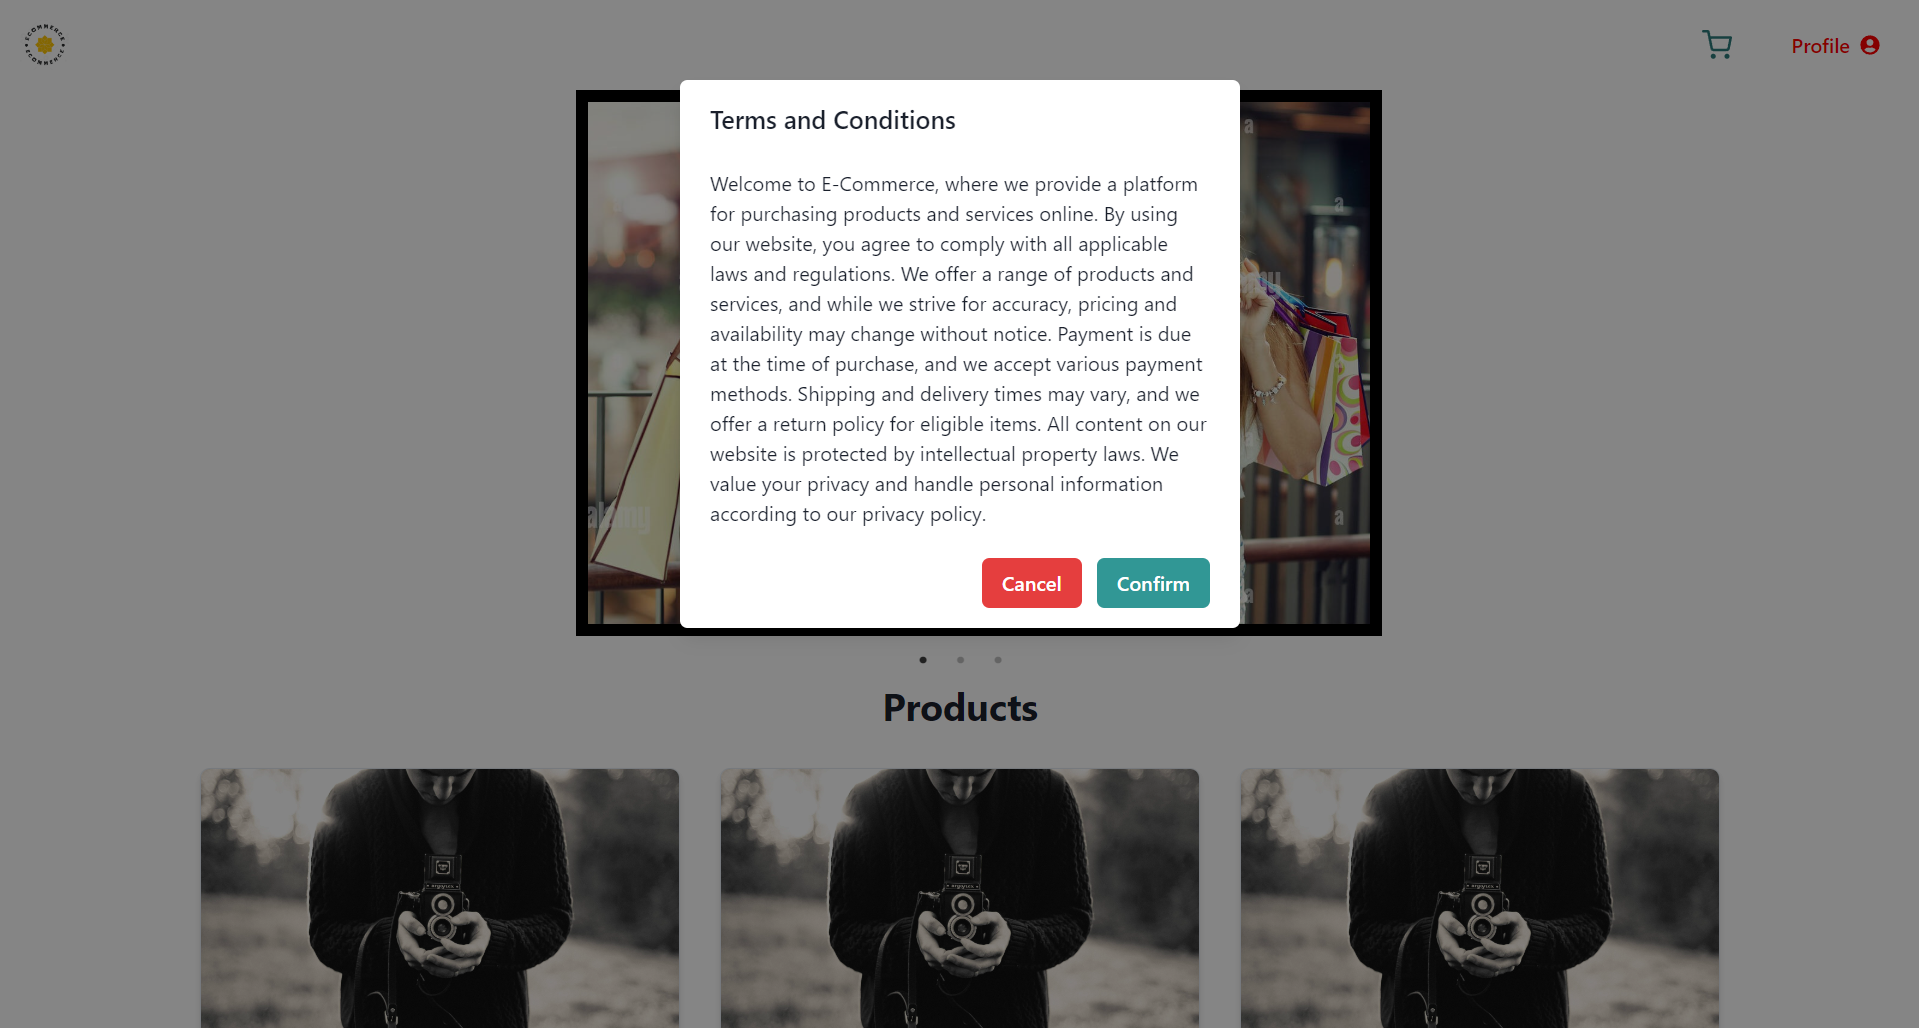 ECOMMERCE
ECOMMERCE
Profile
Terms and Conditions
Welcome to E-Commerce, where we provide a platform
for purchasing products and services online. By using
our website, you agree to comply with all applicable
laws and regulations. We offer a range of products and
services, and while we strive for accuracy, pricing and
availability may change without notice. Payment is due
at the time of purchase, and we accept various payment
methods. Shipping and delivery times may vary, and we
offer a return policy for eligible items. All content on our
website is protected by intellectual property laws. We
value your privacy and handle personal information
according to our privacy policy.
alamy
a
a
a
a
Cancel
Confirm
Products